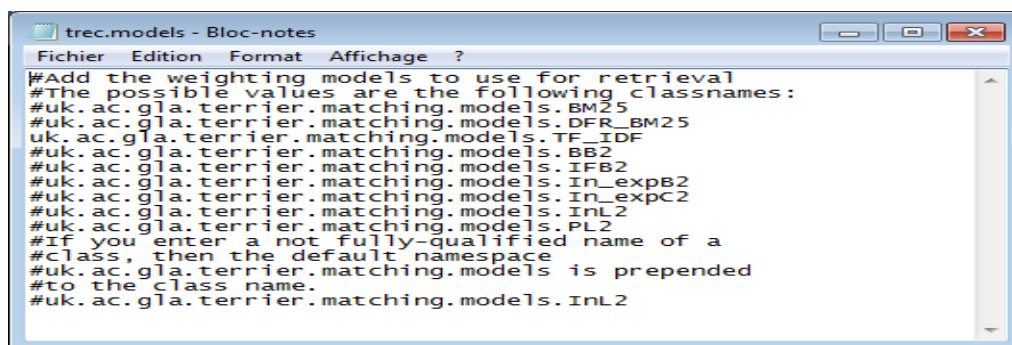 trec.models - Bloc-notes
Fichier Edition Format Affichage ?
#Add the weighting models to use for retrieval
#The possible values are the following classnames:
#uk.ac.gla.terrier.matching.models.BM25
#uk.ac.gla.terrier.matching.models.DFR_BM25
uk.ac.gla.terrier.matching.models.TF_IDF
#uk.ac.gla.terrier.matching.models.BB2
#uk.ac.gla.terrier.matching.models.IFB2
#uk.ac.gla.terrier.matching.models.In_expB2
#uk.ac.gla.terrier.matching.models.In_expC2
#uk.ac.gla.terrier.matching.models.InL2
#uk.ac.gla.terrier.matching.models.PL2
#If you enter a not fully-qualified name of a
#class, then the default namespace
#uk.ac.gla.terrier.matching.models is prepended
#to the class name.
#uk.ac.gla.terrier.matching.models.InL2